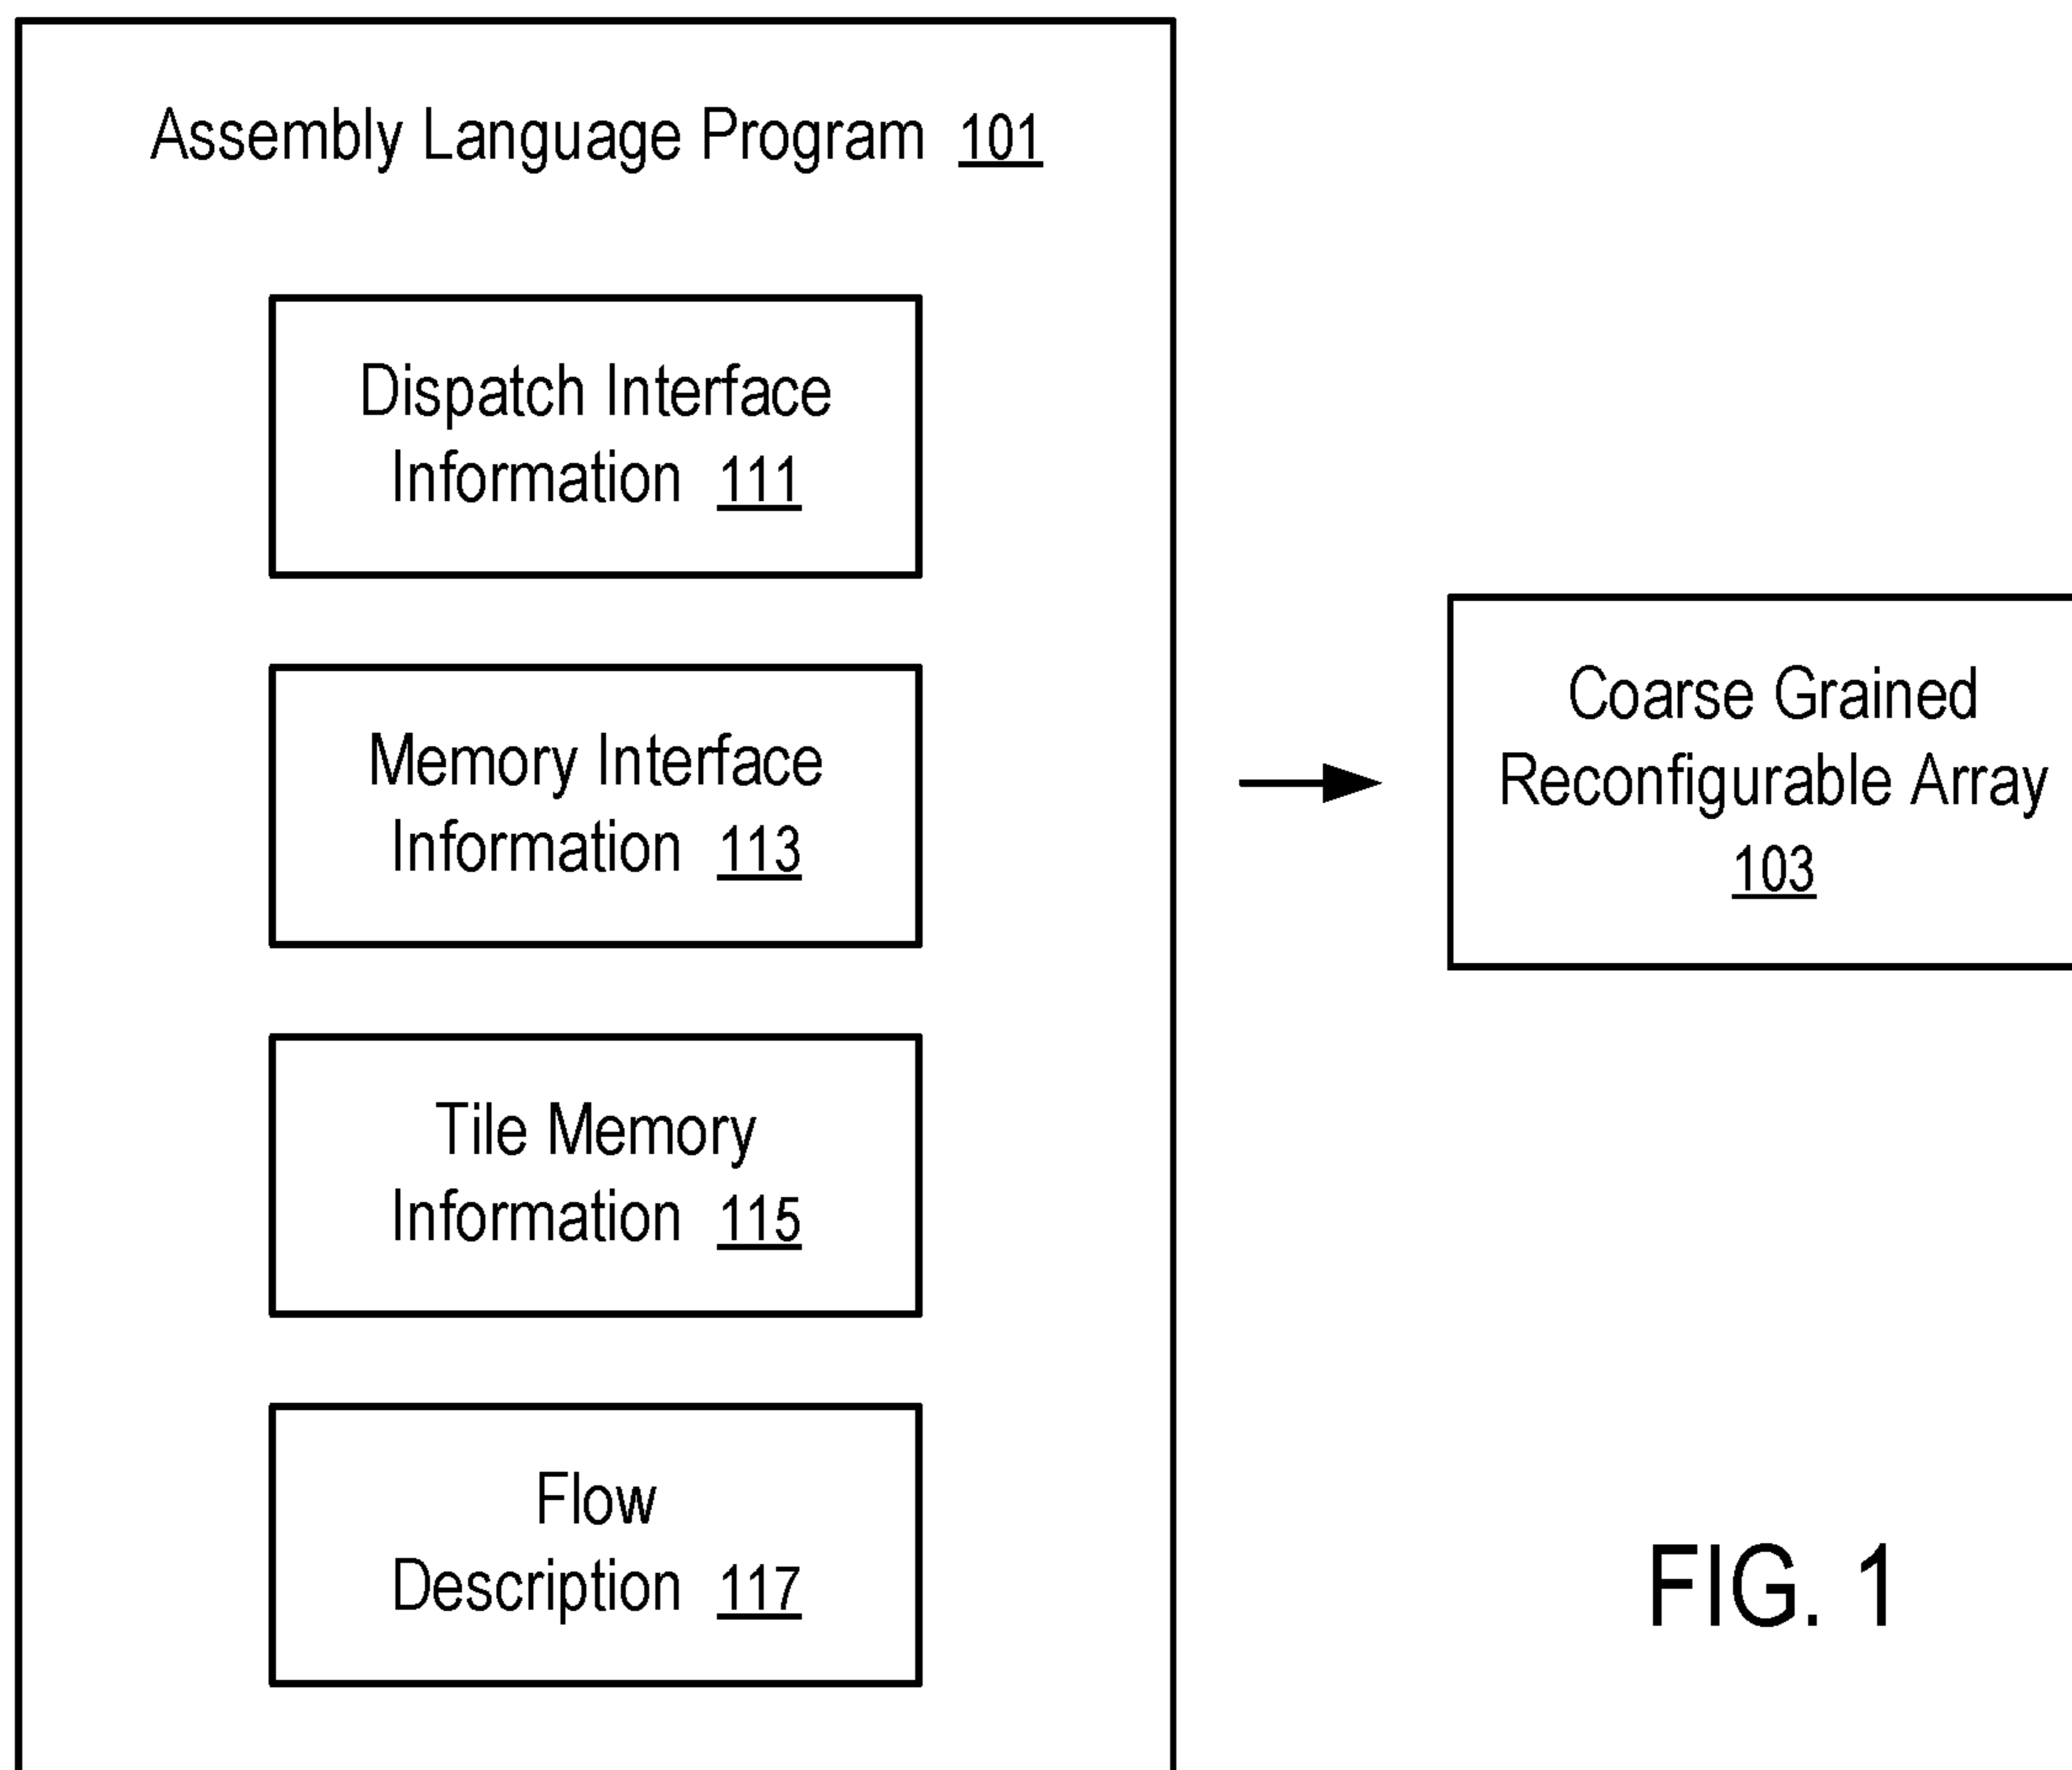 Assembly Language Program 101
Dispatch Interface
Information 111
Memory Interface
Information 113
Tile Memory
Information 115
Flow
Description 117
Coarse Grained
Reconfigurable Array
103
FIG. 1